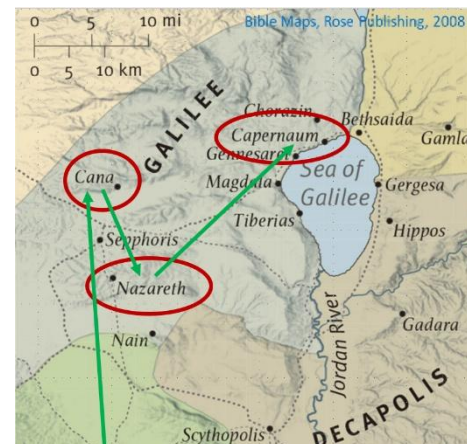 0 5 10 mi
0 5 10 km
Bible Maps, Rose Publishing, 2008
GALILEE
Chorazin
Bethsaida
Capernaum
Gamla
Gennesaret
Cana
Magdala
Sea of
Galilee
Gergesa
Tiberias
Hippos
Sepphoris
Nazareth
Nain
Jordan River
Gadara
DECAPOLIS
Scythopolis